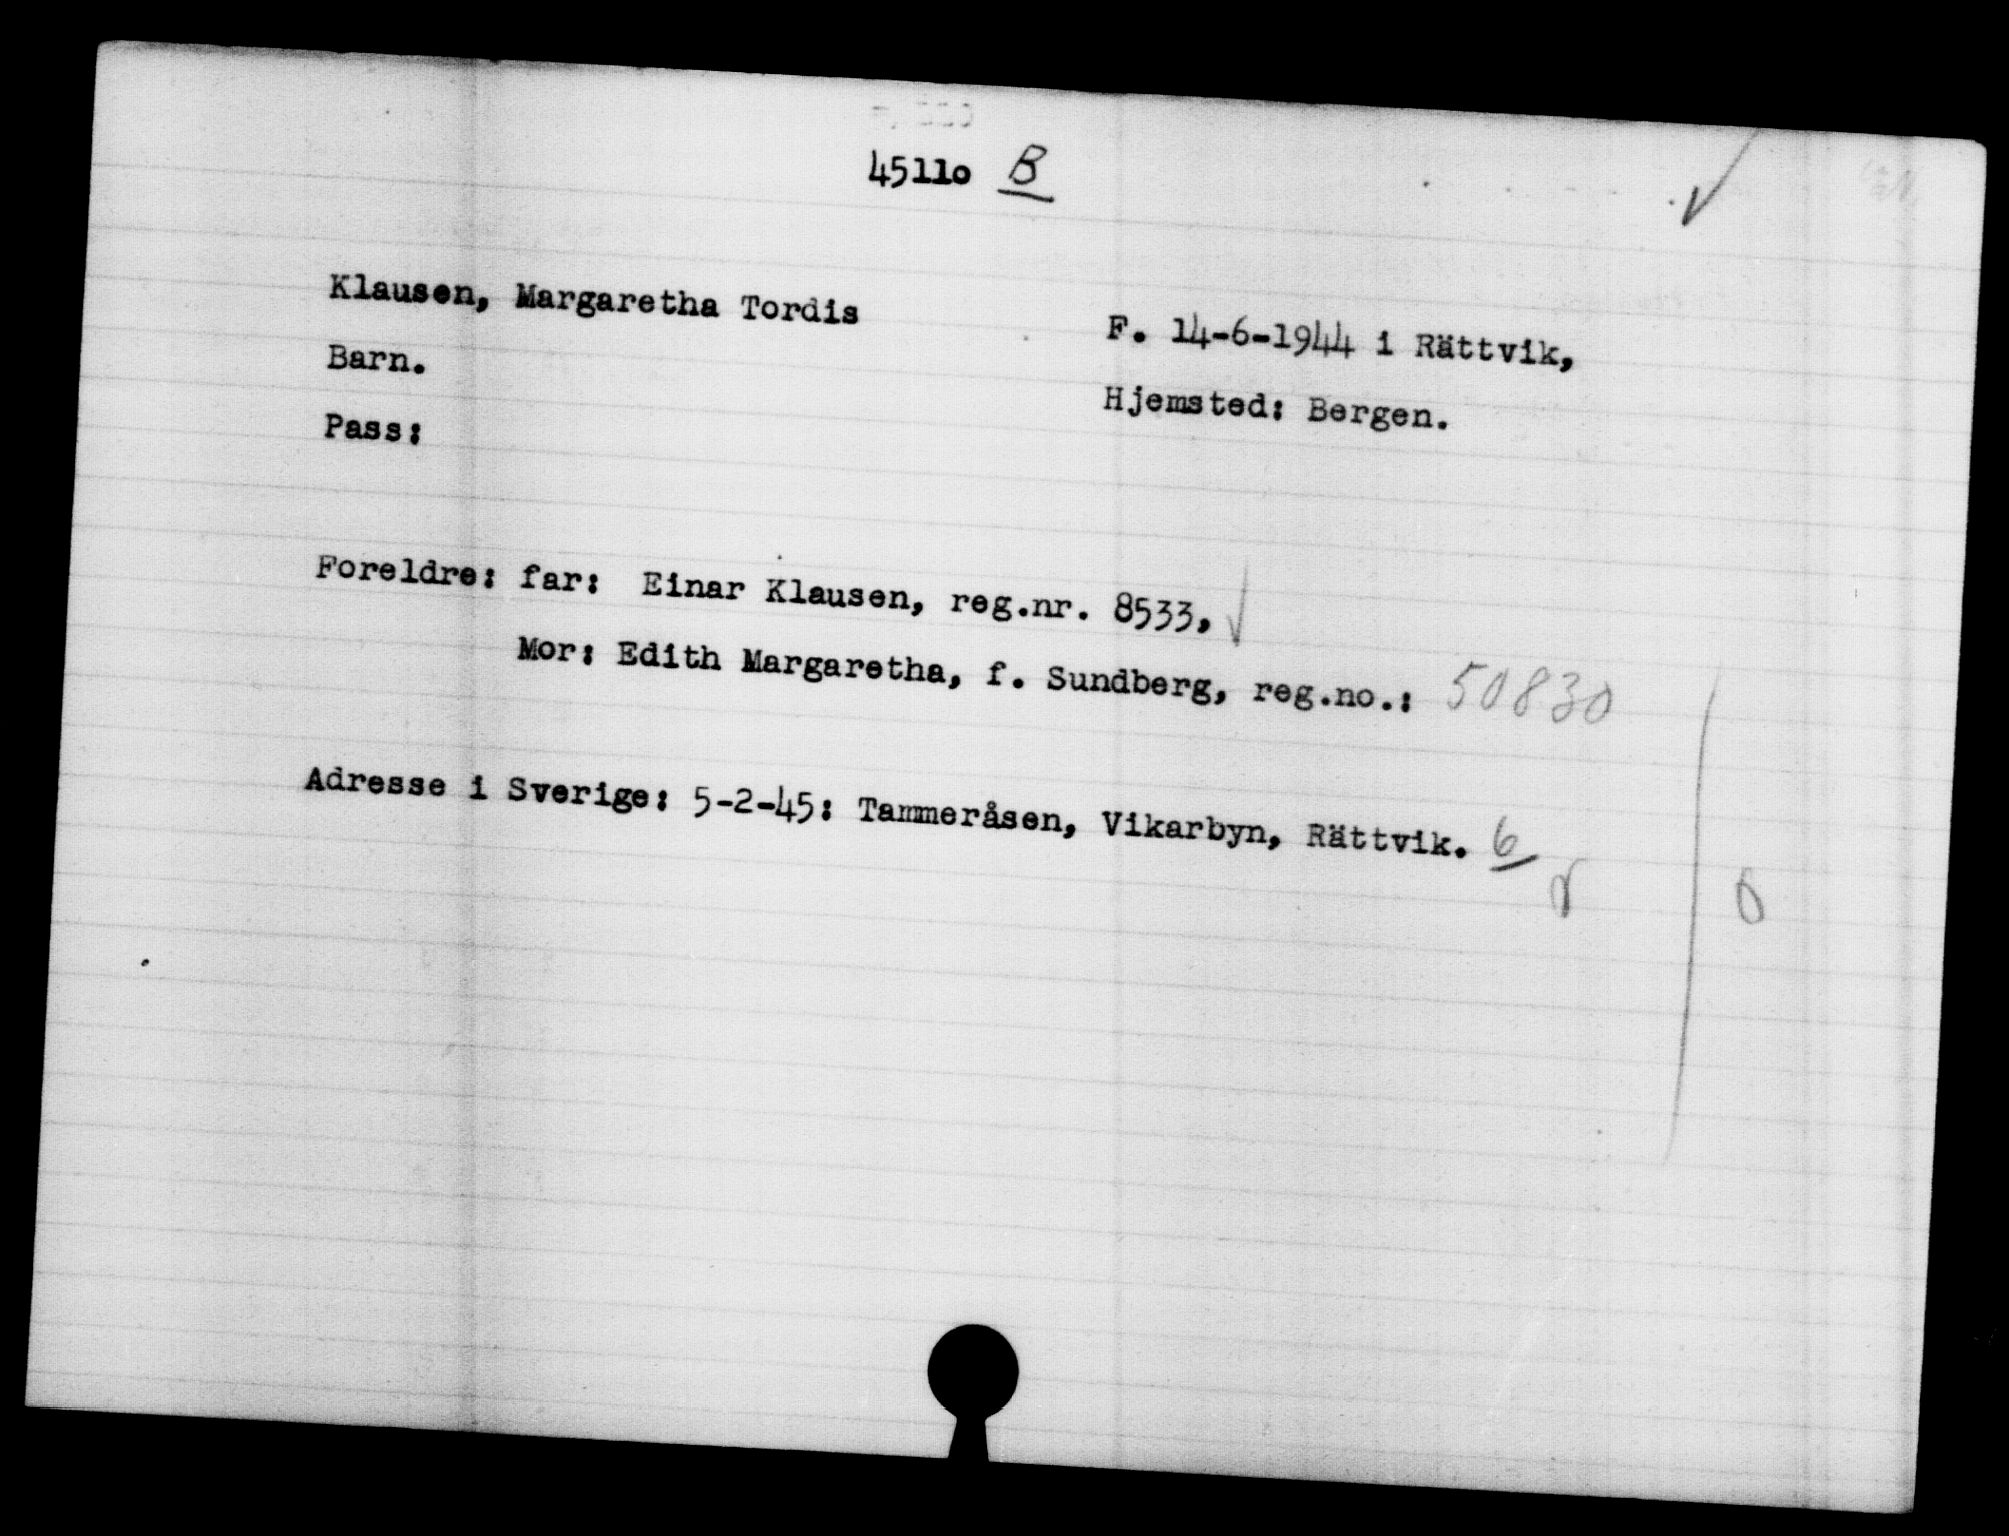 45110 B
Klausen, Margaretha Tordis
F. 14-6-1944 i Rättvik,
Barn.
Hjemsted: Bergen.
Pass:
Foreldre: far: Einar Klausen, reg.nr. 8533,
Mor: Edith Margaretha, f. Sundberg, reg.no.: 50830
Adresse i Sverige: 5-2-45: Tammeråsen, Vikarbyn, Rättvik. 6